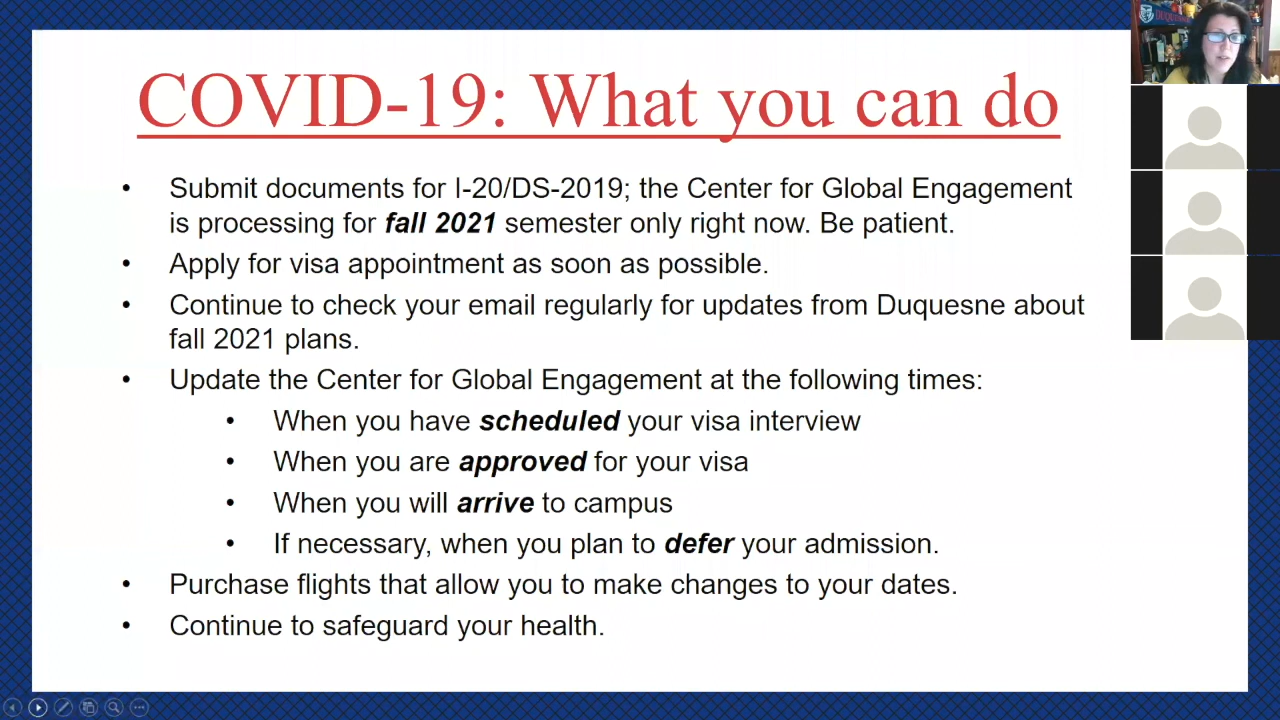 COVID-19: What you can do
• Submit documents for I-20/DS-2019; the Center for Global Engagement
is processing for fall 2021 semester only right now. Be patient.
• Apply for visa appointment as soon as possible.
• Continue to check your email regularly for updates from Duquesne about
fall 2021 plans.
• Update the Center for Global Engagement at the following times:
• When you have scheduled your visa interview
• When you are approved for your visa
• When you will arrive to campus
• If necessary, when you plan to defer your admission.
• Purchase flights that allow you to make changes to your dates.
• Continue to safeguard your health.